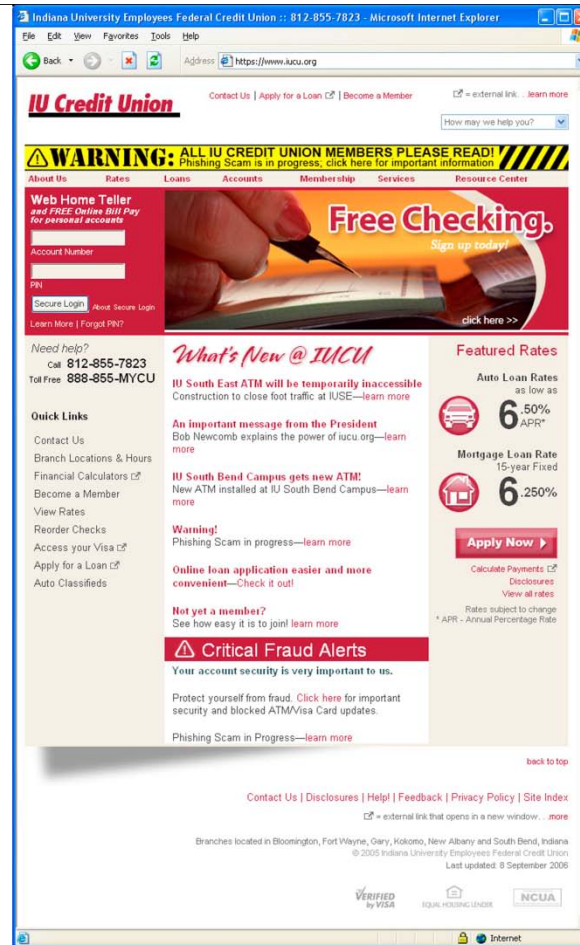 Indiana University Employees Federal Credit Union :: 812-855-7823 - Microsoft Internet Explorer
File Edit View Favorites Tools Help
Back Address https://www.iucu.org
IU Credit Union
Contact Us | Apply for a Loan | Become a Member
= external link. . .learn more
How may we help you?
WARNING: ALL IU CREDIT UNION MEMBERS PLEASE READ!
Phishing Scam is in progress; click here for important information
About Us Rates Loans Accounts Membership Services Resource Center
Web Home Teller
and FREE Online Bill Pay
for personal accounts
Account Number
PIN
Secure Login About Secure Login
Learn More | Forgot PIN?
Free Checking.
Sign up today!
click here >>
Need help?
Call 812-855-7823
Toll Free 888-855-MYCU
Quick Links
Contact Us
Branch Locations & Hours
Financial Calculators
Become a Member
View Rates
Reorder Checks
Access your Visa
Apply for a Loan
Auto Classifieds
What's New @ IUCU
IU South East ATM will be temporarily inaccessible
Construction to close foot traffic at IUSE—learn more
An important message from the President
Bob Newcomb explains the power of iucu.org—learn
more
IU South Bend Campus gets new ATM!
New ATM installed at IU South Bend Campus—learn
more
Warning!
Phishing Scam in progress—learn more
Online loan application easier and more
convenient—Check it out!
Not yet a member?
See how easy it is to join! learn more
Critical Fraud Alerts
Your account security is very important to us.
Protect yourself from fraud. Click here for important
security and blocked ATM/Visa Card updates.
Phishing Scam in Progress—learn more
Featured Rates
Auto Loan Rates
as low as
6.50%
APR*
Mortgage Loan Rate
15-year Fixed
6.250%
Apply Now
Calculate Payments
Disclosures
View all rates
Rates subject to change
* APR - Annual Percentage Rate
back to top
Contact Us | Disclosures | Help! | Feedback | Privacy Policy | Site Index
= external link that opens in a new window. . .more
Branches located in Bloomington, Fort Wayne, Gary, Kokomo, New Albany and South Bend, Indiana
© 2005 Indiana University Employees Federal Credit Union
Last updated: 8 September 2006
VERIFIED
by VISA
EQUAL HOUSING LENDER
NCUA
Internet